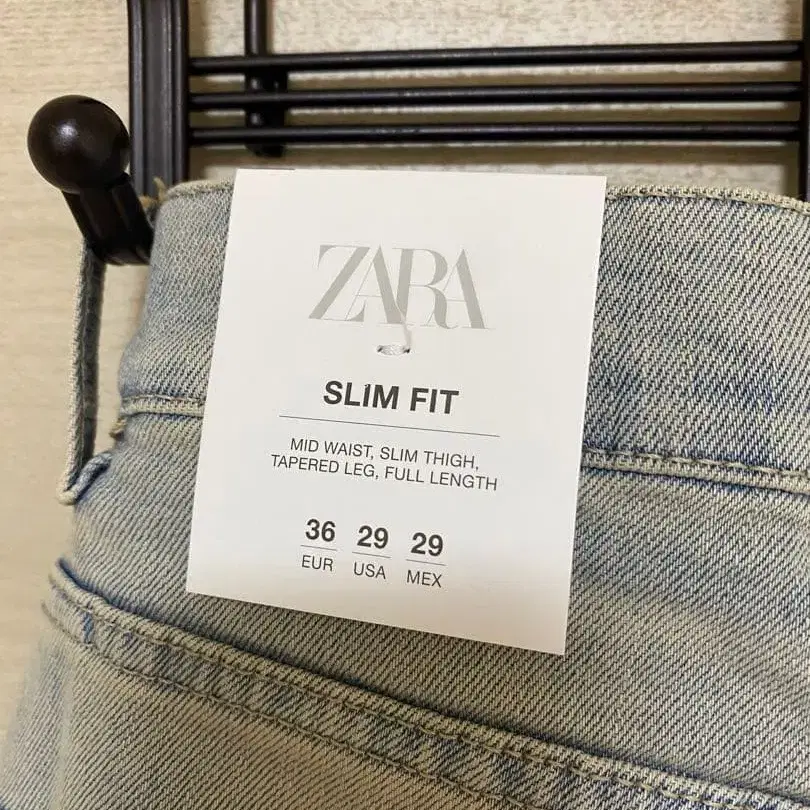 ZARA
SLIM FIT
MID WAIST, SLIM THIGH,
TAPERED LEG, FULL LENGTH
36 29 29
EUR USA MEX